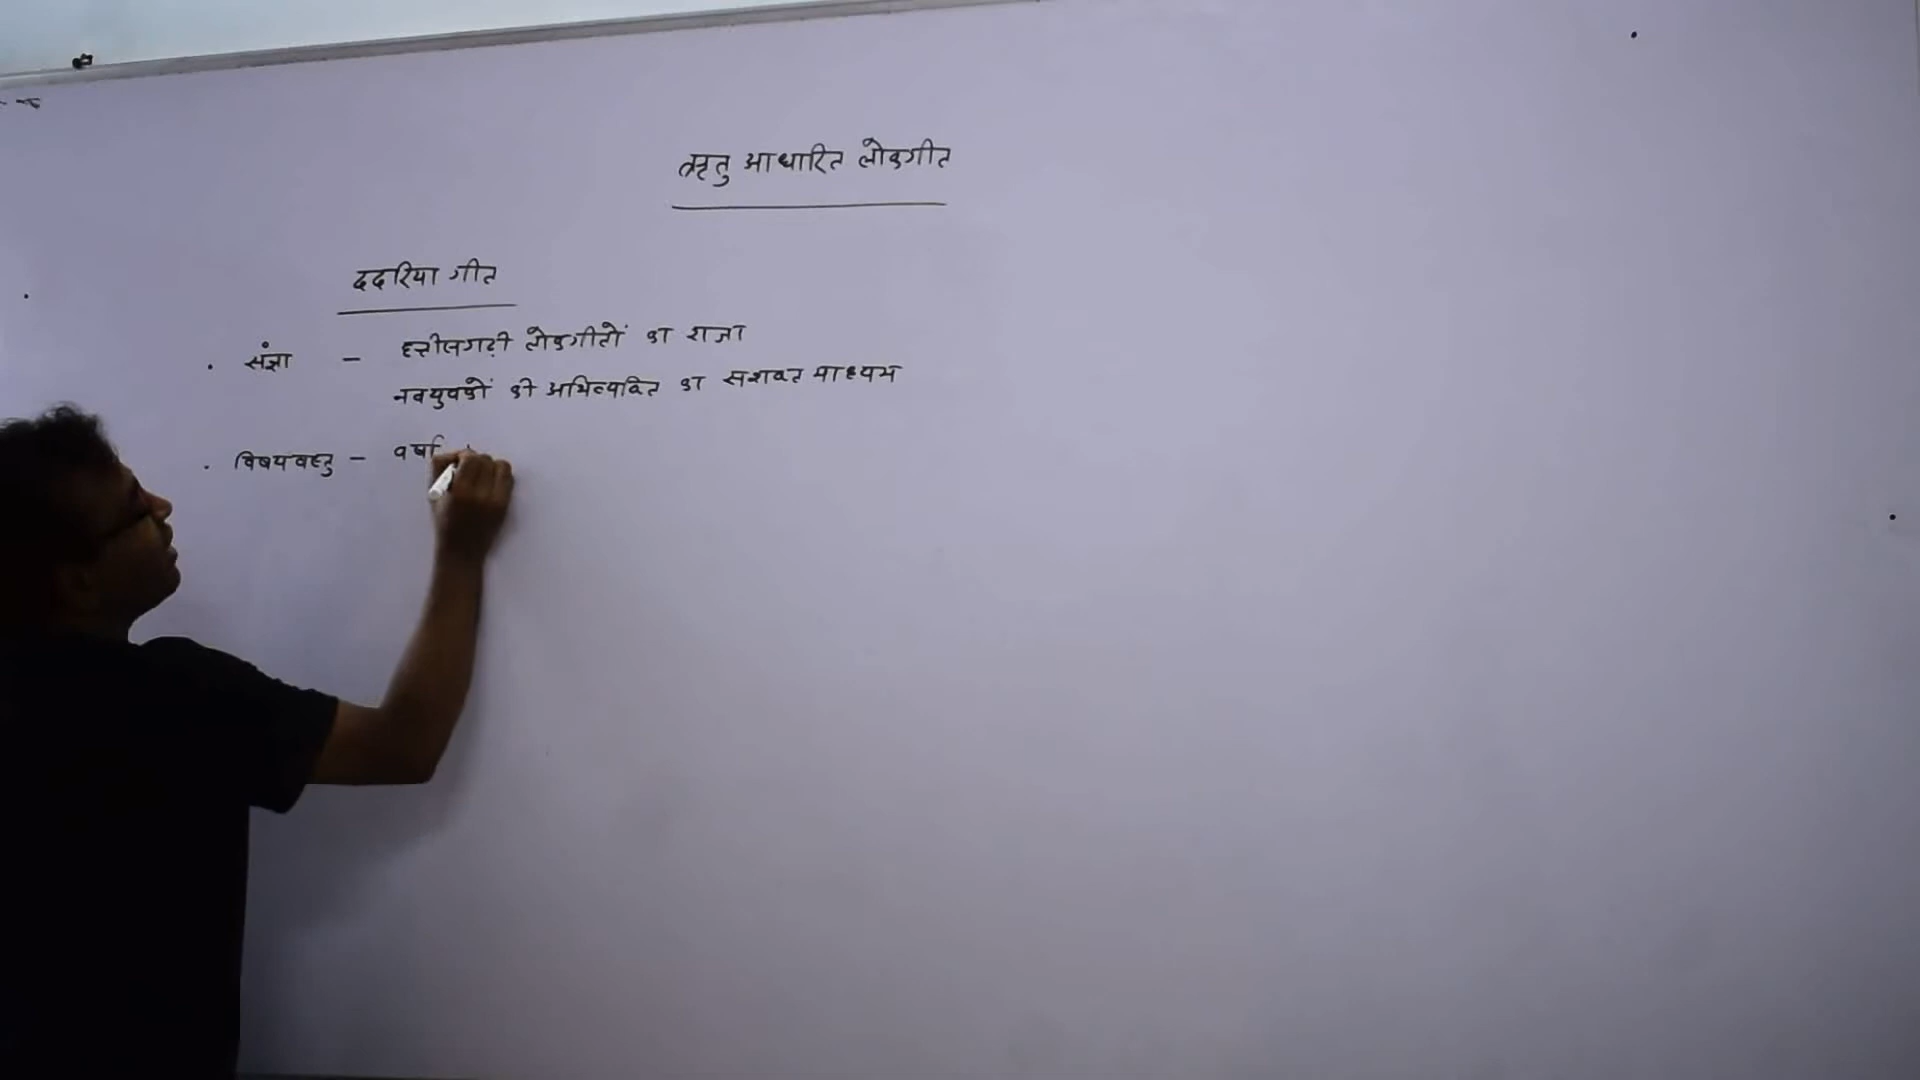 ऋतु आधारित लोकगीत
ददरिया गीत
· संज्ञा – छत्तीसगढ़ी लोकगीतों का राजा
नवयुवकों की अभिव्यक्ति का सशक्त माध्यम
· विषयवस्तु – वर्षा